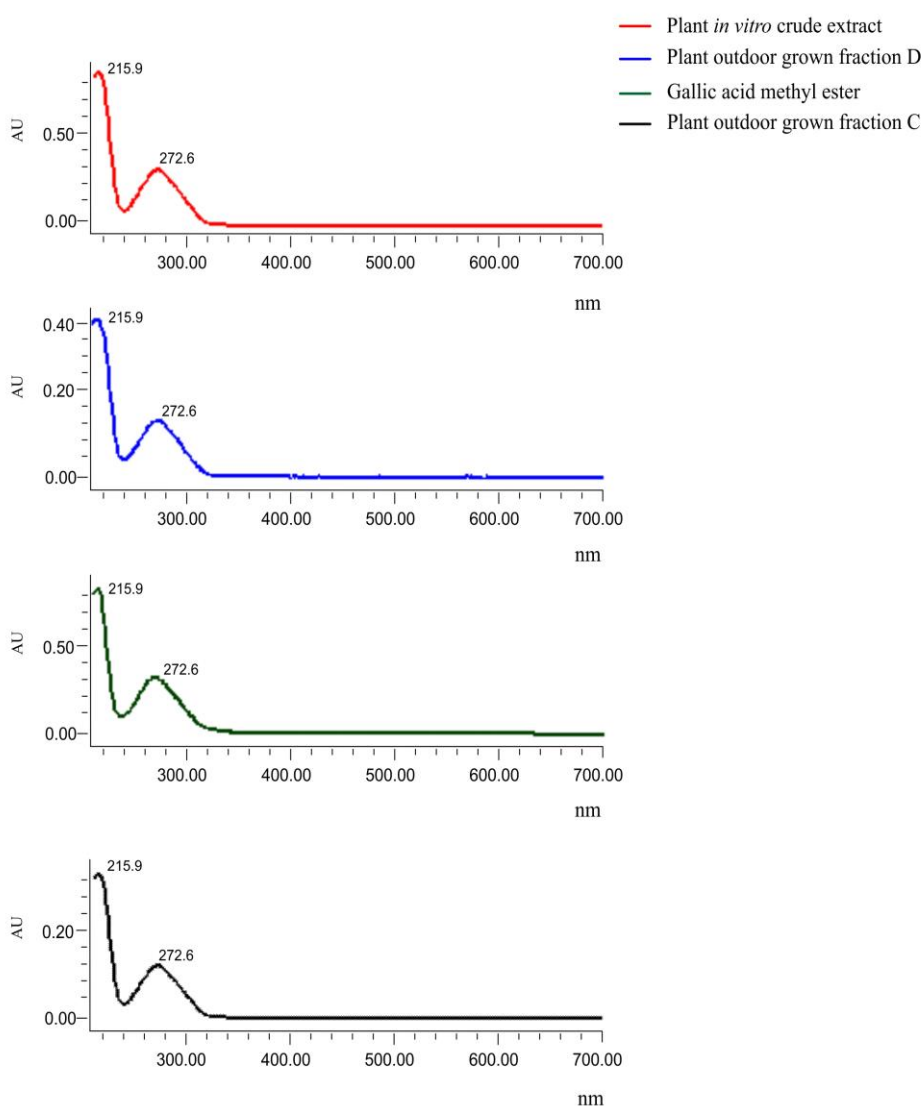 Plant in vitro crude extract
Plant outdoor grown fraction D
Gallic acid methyl ester
Plant outdoor grown fraction C
215.9
272.6
AU
0.50
0.00
300.00 400.00 500.00 600.00 700.00
nm
215.9
272.6
AU
0.40
0.20
0.00
300.00 400.00 500.00 600.00 700.00
nm
215.9
272.6
AU
0.50
0.00
300.00 400.00 500.00 600.00 700.00
nm
215.9
272.6
AU
0.20
0.00
300.00 400.00 500.00 600.00 700.00
nm